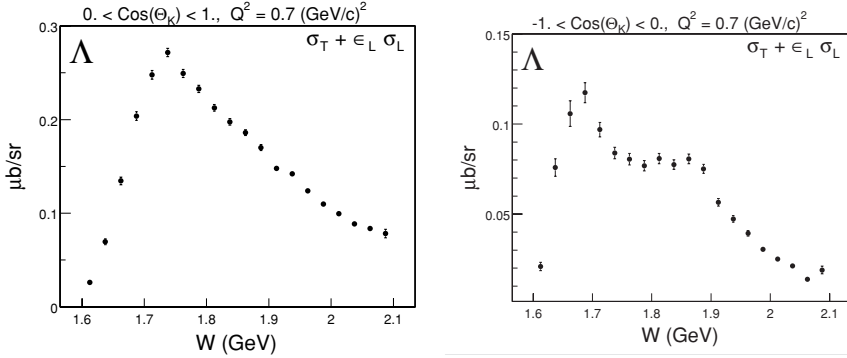 0. < Cos(Θ_K) < 1., Q² = 0.7 (GeV/c)²
Λ
σ_T + ϵ_L σ_L
0.3
0.2
0.1
0
μb/sr
1.6 1.7 1.8 1.9 2 2.1
W (GeV)
-1. < Cos(Θ_K) < 0., Q² = 0.7 (GeV/c)²
Λ
σ_T + ϵ_L σ_L
0.15
0.1
0.05
μb/sr
1.6 1.7 1.8 1.9 2 2.1
W (GeV)